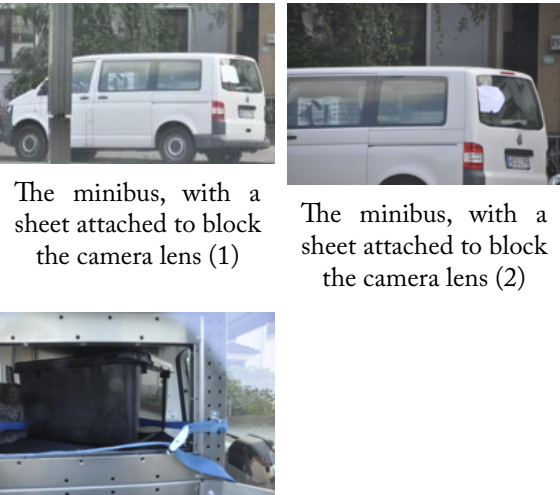 The minibus, with a
sheet attached to block
the camera lens (1)
The minibus, with a
sheet attached to block
the camera lens (2)